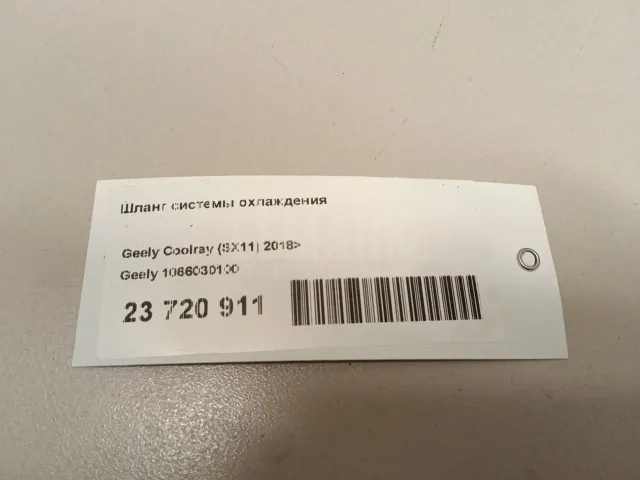 Шланг системы охлаждения
Geely Coolray (SX11) 2018>
Geely 1066030100
23 720 911